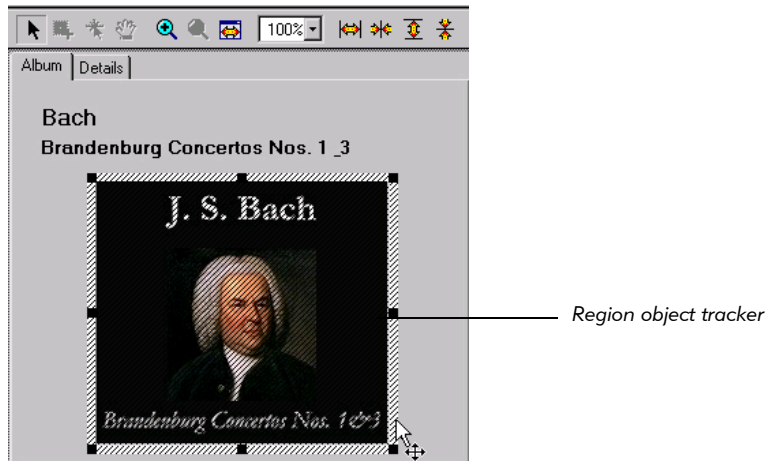 100%
Album Details
Bach
Brandenburg Concertos Nos. 1 _3
J. S. Bach
Region object tracker
Brandenburg Concertos Nos. 1&3